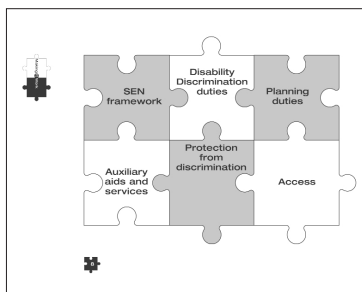 SEN
framework
Disability
Discrimination
duties
Planning
duties
Auxiliary
aids and
services
Protection
from
discrimination
Access